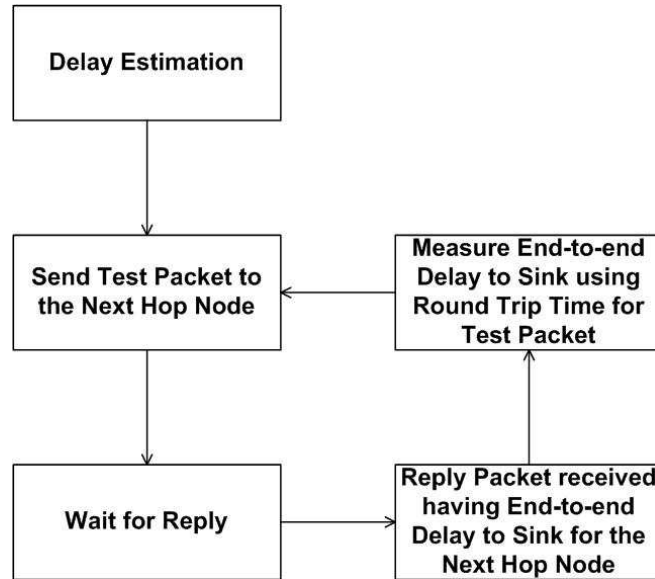 Delay Estimation
Send Test Packet to
the Next Hop Node
Measure End-to-end
Delay to Sink using
Round Trip Time for
Test Packet
Wait for Reply
Reply Packet received
having End-to-end
Delay to Sink for the
Next Hop Node